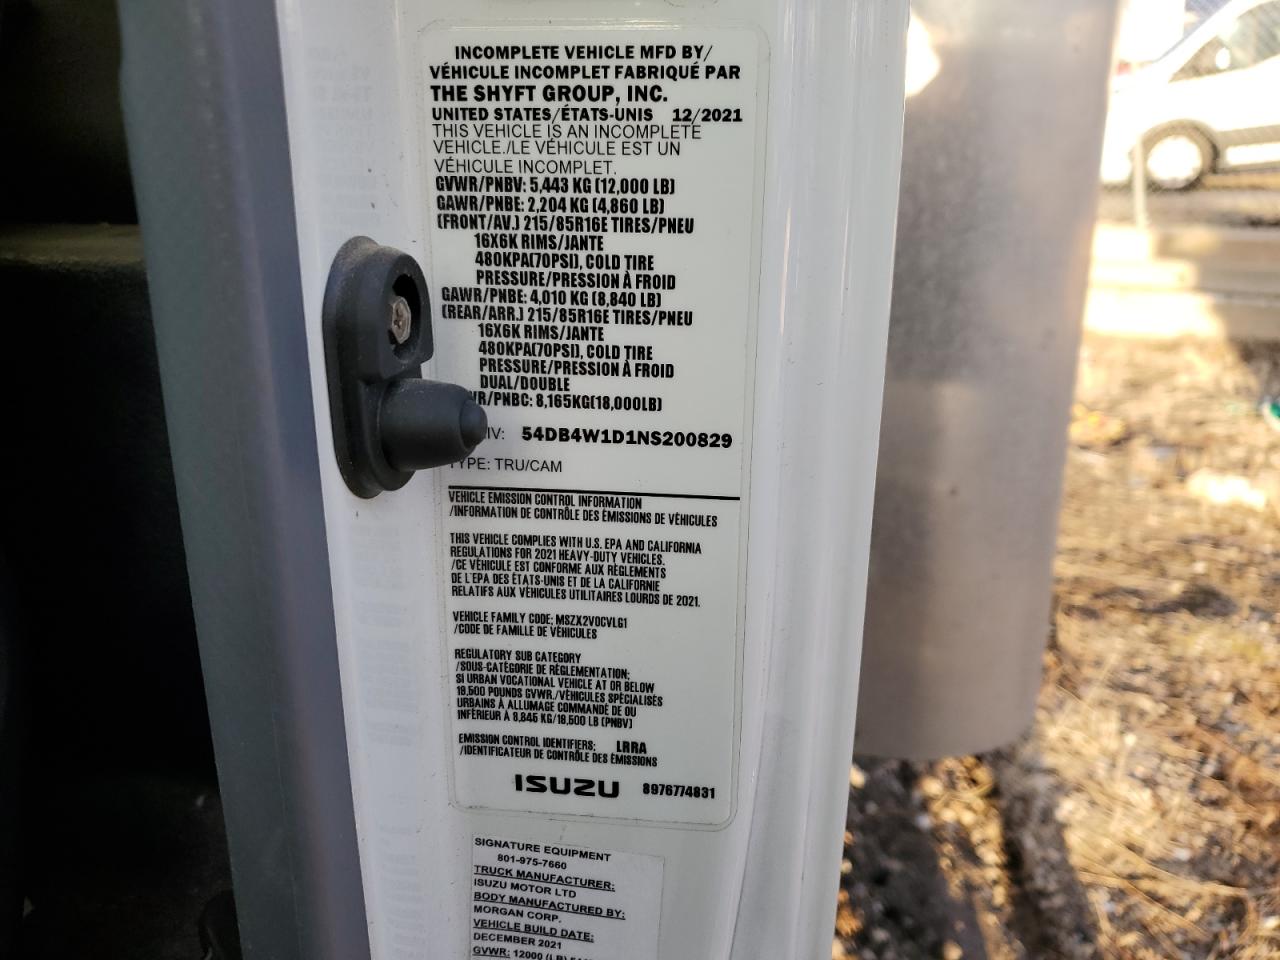 INCOMPLETE VEHICLE MFD BY/
VÉHICULE INCOMPLET FABRIQUÉ PAR
THE SHYFT GROUP, INC.
UNITED STATES/ÉTATS-UNIS 12/2021
THIS VEHICLE IS AN INCOMPLETE
VEHICLE./LE VÉHICULE EST UN
VÉHICULE INCOMPLET.
GVWR/PNBV: 5,443 KG (12,000 LB)
GAWR/PNBE: 2,204 KG (4,860 LB)
(FRONT/AV.) 215/85R16E TIRES/PNEU
16X6K RIMS/JANTE
480KPA(70PSI), COLD TIRE
PRESSURE/PRESSION À FROID
GAWR/PNBE: 4,010 KG (8,840 LB)
(REAR/ARR.) 215/85R16E TIRES/PNEU
16X6K RIMS/JANTE
480KPA(70PSI), COLD TIRE
PRESSURE/PRESSION À FROID
DUAL/DOUBLE
WR/PNBC: 8,165KG(18,000LB)
IV: 54DB4W1D1NS200829
TYPE: TRU/CAM
VEHICLE EMISSION CONTROL INFORMATION
/INFORMATION DE CONTRÔLE DES ÉMISSIONS DE VÉHICULES
THIS VEHICLE COMPLIES WITH U.S. EPA AND CALIFORNIA
REGULATIONS FOR 2021 HEAVY-DUTY VEHICLES.
/CE VÉHICULE EST CONFORME AUX RÈGLEMENTS
DE L'EPA DES ÉTATS-UNIS ET DE LA CALIFORNIE
RELATIFS AUX VÉHICULES UTILITAIRES LOURDS DE 2021.
VEHICLE FAMILY CODE: MSZX2VOCVLG1
/CODE DE FAMILLE DE VÉHICULES
REGULATORY SUB CATEGORY
/SOUS-CATÉGORIE DE RÉGLEMENTATION:
SI URBAN VOCATIONAL VEHICLE AT OR BELOW
19,500 POUNDS GVWR./VÉHICULES SPÉCIALISÉS
URBAINS À ALLUMAGE COMMANDÉ DE OU
INFÉRIEUR À 8,845 KG/19,500 LB (PNBV)
EMISSION CONTROL IDENTIFIERS: LRRA
/IDENTIFICATEUR DE CONTRÔLE DES ÉMISSIONS
ISUZU 8976774831
SIGNATURE EQUIPMENT
801-975-7660
TRUCK MANUFACTURER:
ISUZU MOTOR LTD
BODY MANUFACTURED BY:
MORGAN CORP.
VEHICLE BUILD DATE:
DECEMBER 2021
GVWR: 12000 (LB)